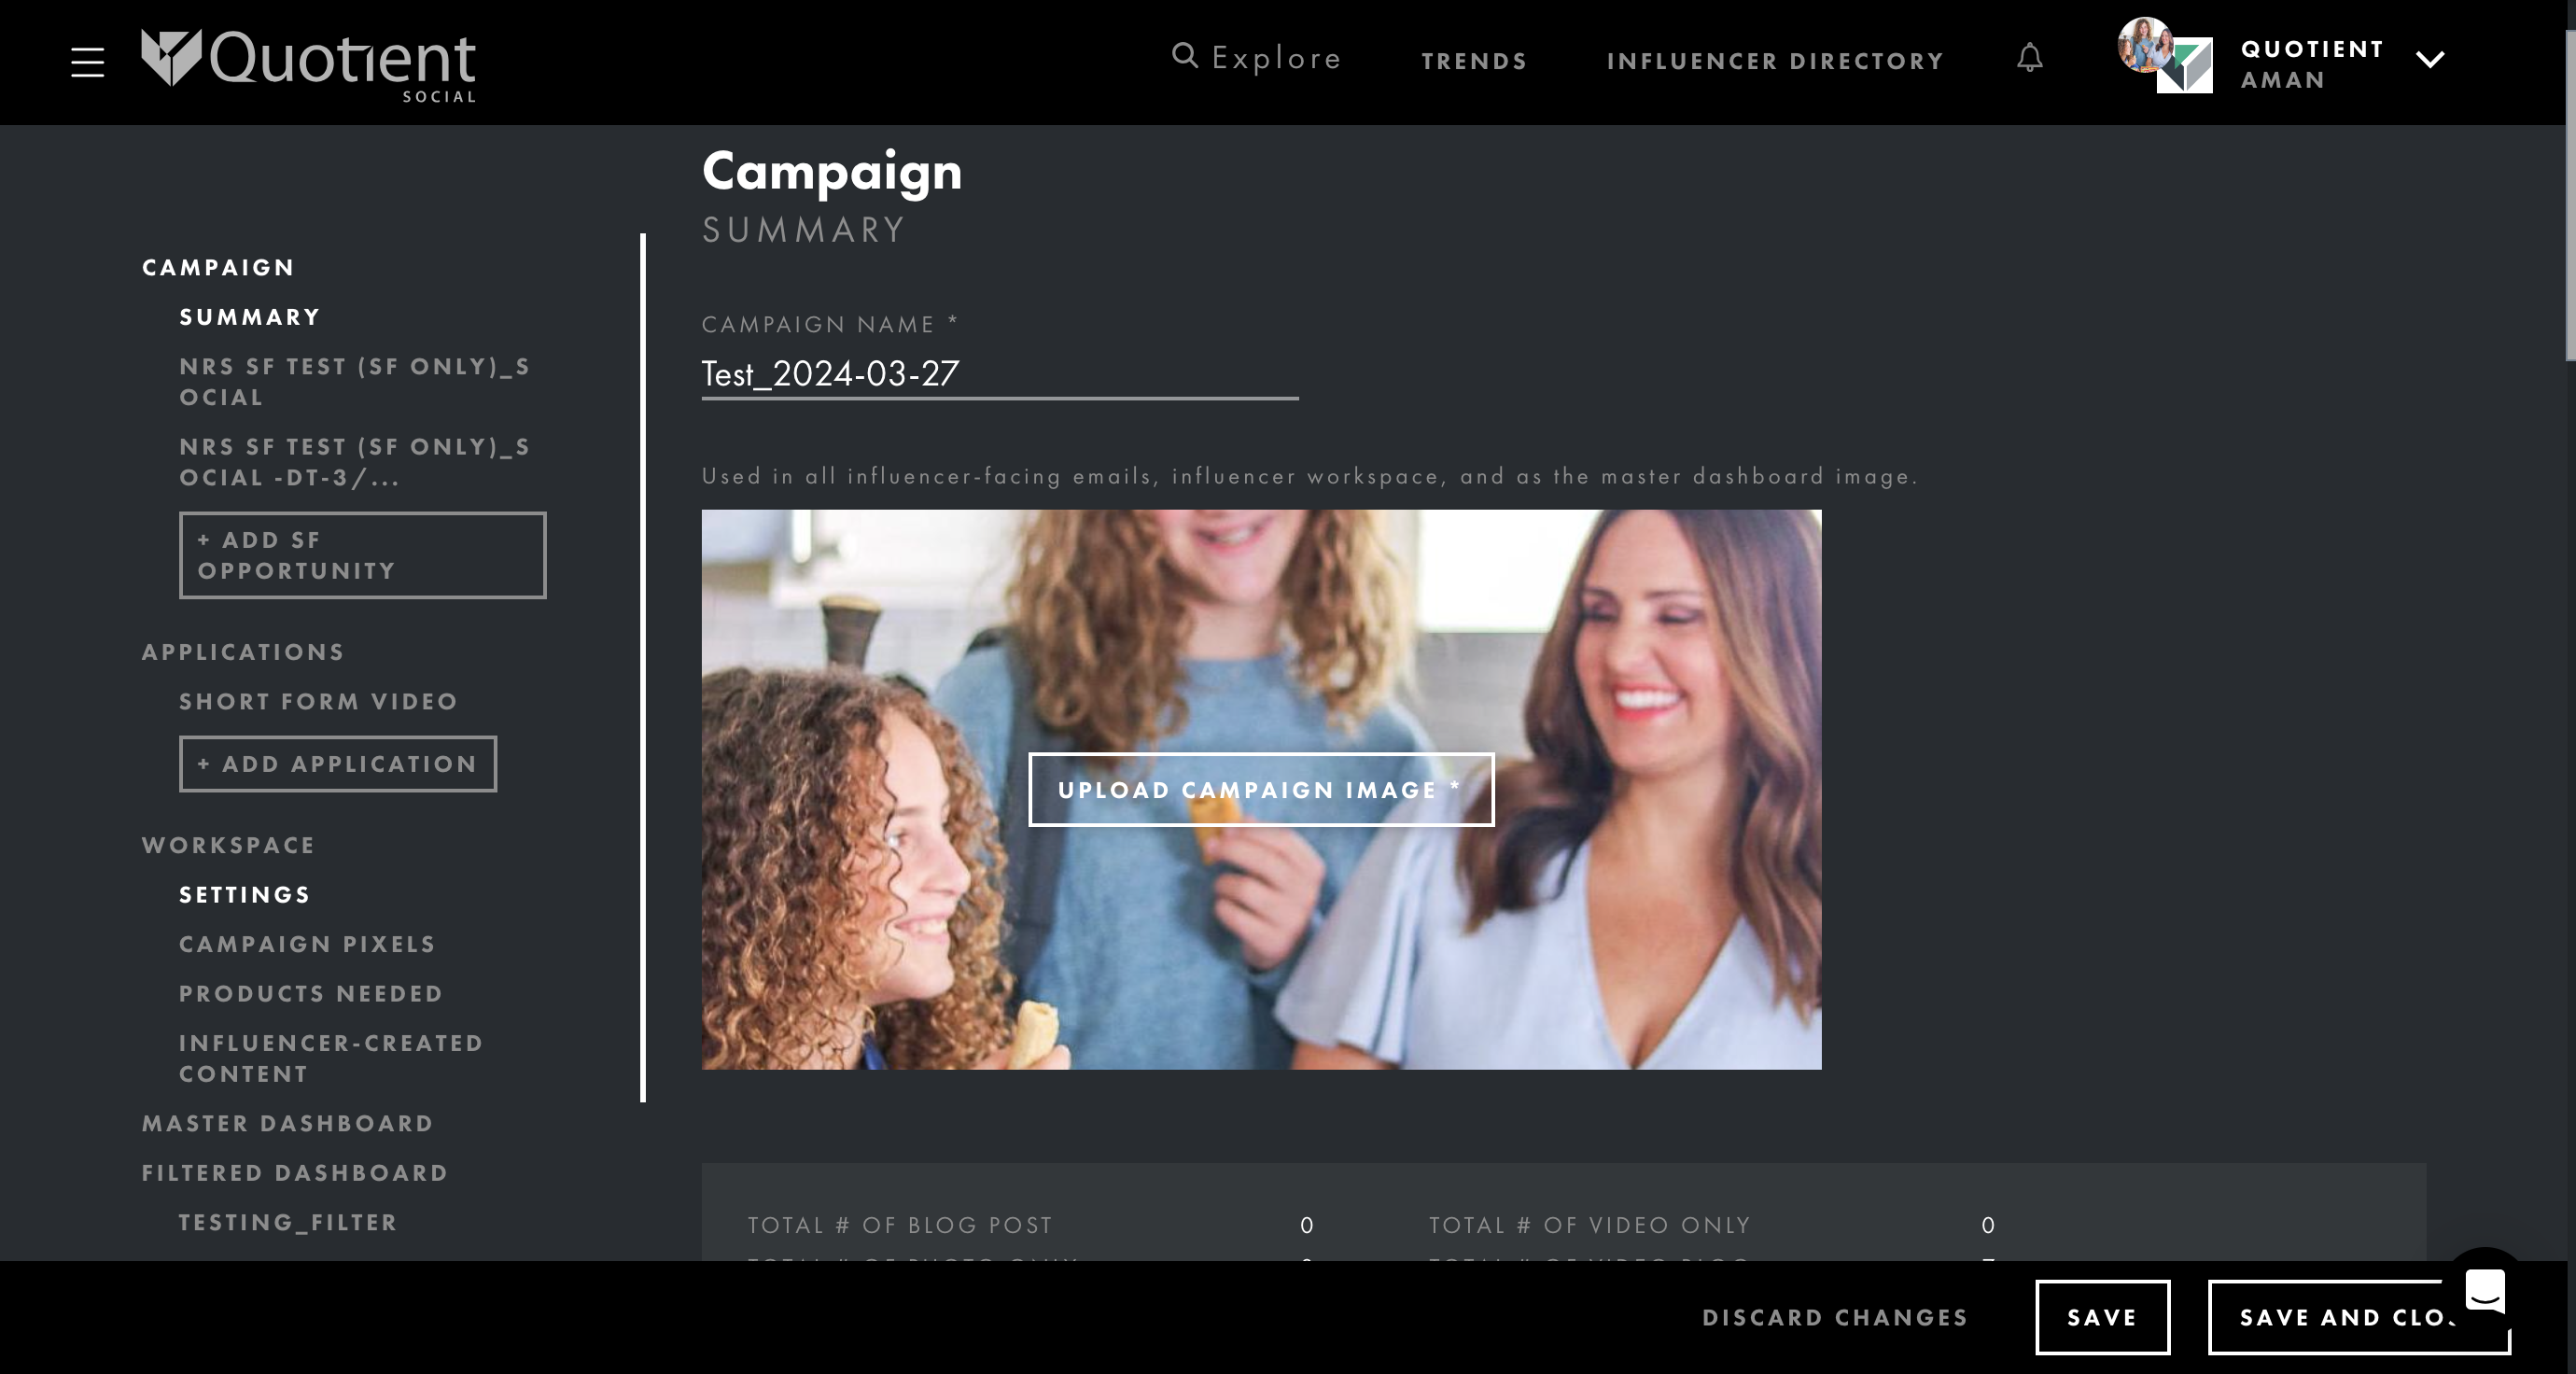 Quotient
SOCIAL
Explore
TRENDS
INFLUENCER DIRECTORY
QUOTIENT
AMAN
CAMPAIGN
SUMMARY
NRS SF TEST (SF ONLY)_S
OCIAL
NRS SF TEST (SF ONLY)_S
OCIAL -DT-3/...
+ ADD SF
OPPORTUNITY
APPLICATIONS
SHORT FORM VIDEO
+ ADD APPLICATION
WORKSPACE
SETTINGS
CAMPAIGN PIXELS
PRODUCTS NEEDED
INFLUENCER-CREATED
CONTENT
MASTER DASHBOARD
FILTERED DASHBOARD
TESTING_FILTER
Campaign
SUMMARY
CAMPAIGN NAME *
Test_2024-03-27
Used in all influencer-facing emails, influencer workspace, and as the master dashboard image.
UPLOAD CAMPAIGN IMAGE *
TOTAL # OF BLOG POST 0
TOTAL # OF VIDEO ONLY 0
DISCARD CHANGES
SAVE
SAVE AND CLO